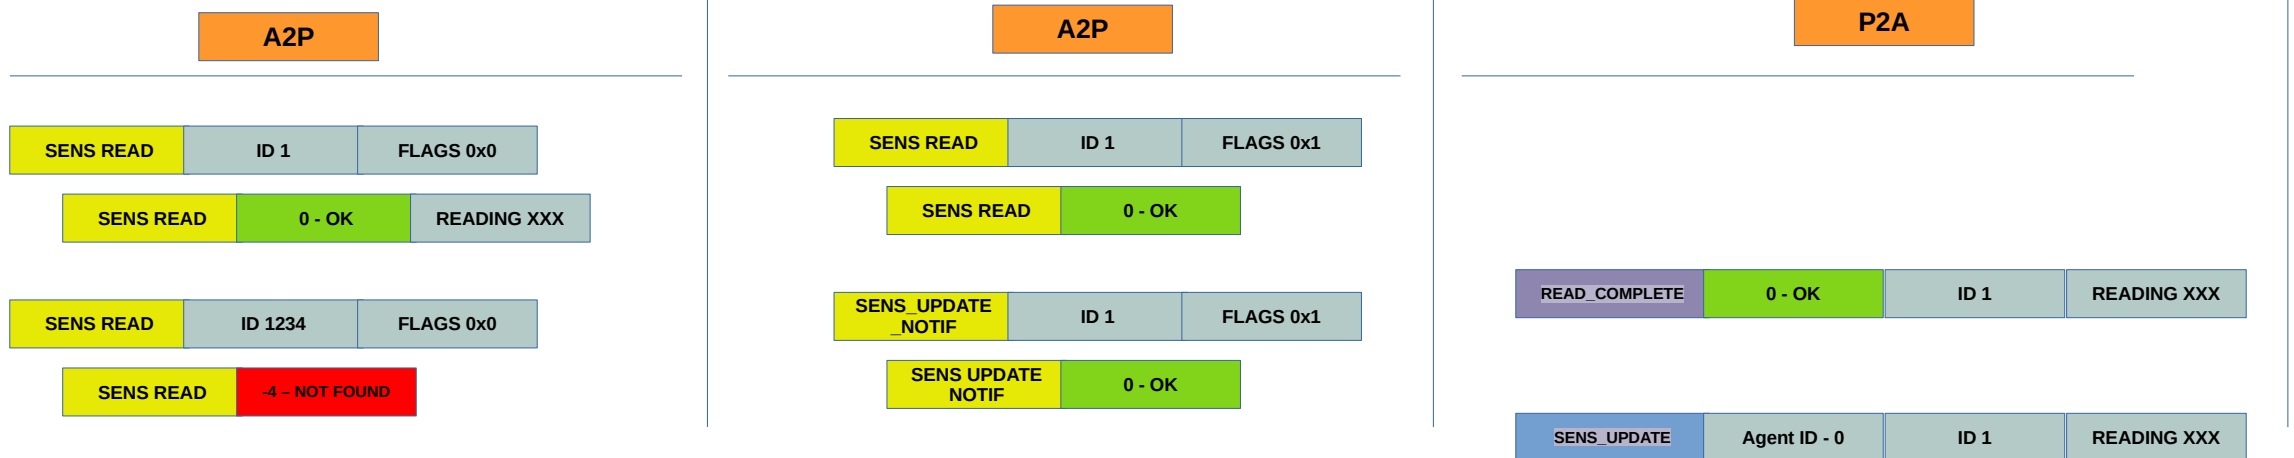 A2P
SENS READ ID 1 FLAGS 0x0
SENS READ 0 - OK READING XXX
SENS READ ID 1234 FLAGS 0x0
SENS READ -4 – NOT FOUND
A2P
SENS READ ID 1 FLAGS 0x1
SENS READ 0 - OK
SENS_UPDATE
_NOTIF ID 1 FLAGS 0x1
SENS UPDATE
NOTIF 0 - OK
P2A
READ_COMPLETE 0 - OK ID 1 READING XXX
SENS_UPDATE Agent ID - 0 ID 1 READING XXX